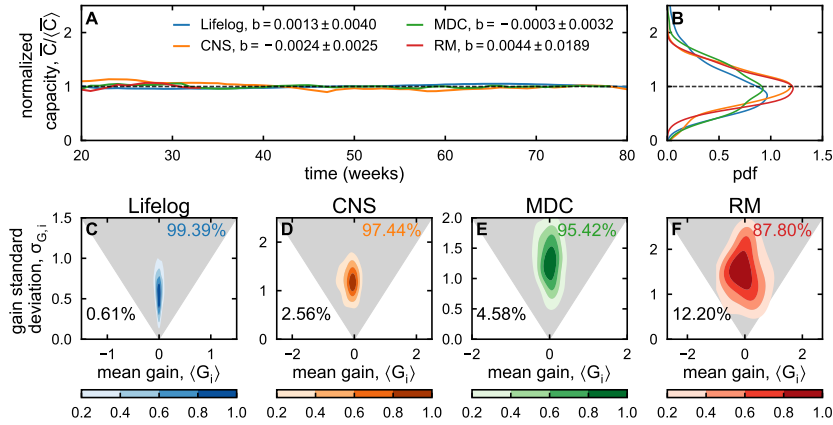 A
Lifelog, b = 0.0013 ± 0.0040
MDC, b = −0.0003 ± 0.0032
CNS, b = −0.0024 ± 0.0025
RM, b = 0.0044 ± 0.0189
normalized
capacity, C̅/⟨C̅⟩
2
1
0
20 30 40 50 60 70 80
time (weeks)
B
2
1
0
0.0 0.5 1.0 1.5
pdf
Lifelog
C
99.39%
0.61%
gain standard
deviation, σG,i
1.5
1.0
0.5
0.0
−1 0 1
mean gain, ⟨Gi⟩
0.2 0.4 0.6 0.8 1.0
CNS
D
97.44%
2.56%
2
1
0
−2 0 2
mean gain, ⟨Gi⟩
0.2 0.4 0.6 0.8 1.0
MDC
E
95.42%
4.58%
2.0
1.5
1.0
0.5
0.0
−2 0 2
mean gain, ⟨Gi⟩
0.2 0.4 0.6 0.8 1.0
RM
F
87.80%
12.20%
2
1
0
−2 0 2
mean gain, ⟨Gi⟩
0.2 0.4 0.6 0.8 1.0